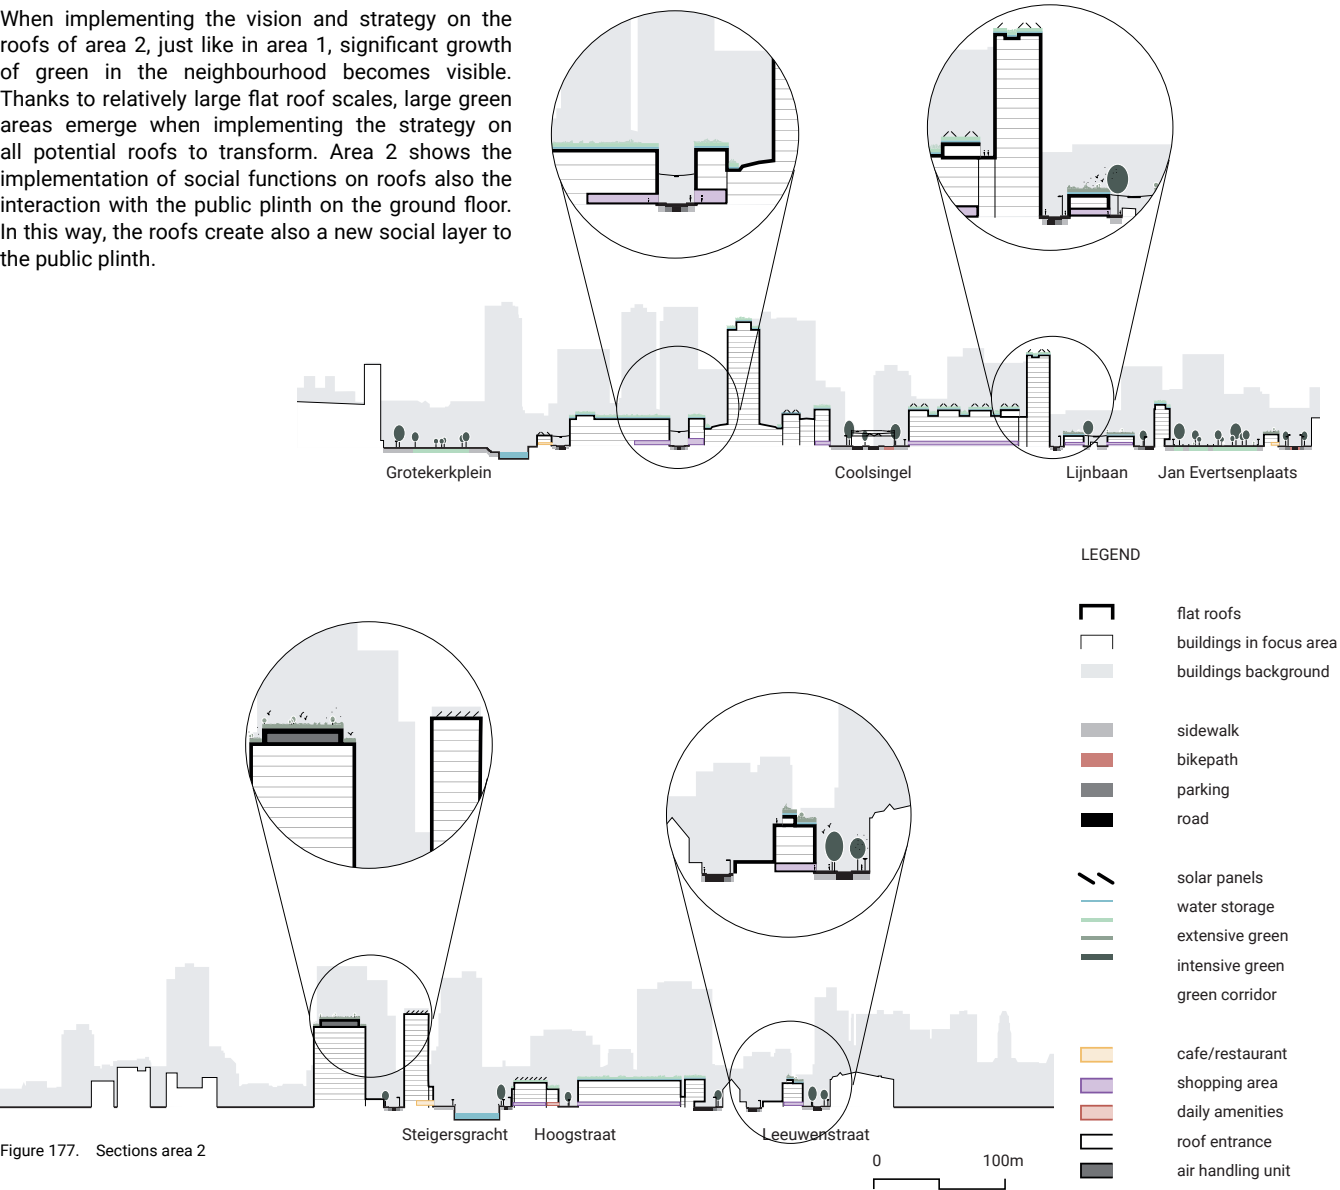 When implementing the vision and strategy on the
roofs of area 2, just like in area 1, significant growth
of green in the neighbourhood becomes visible.
Thanks to relatively large flat roof scales, large green
areas emerge when implementing the strategy on
all potential roofs to transform. Area 2 shows the
implementation of social functions on roofs also the
interaction with the public plinth on the ground floor.
In this way, the roofs create also a new social layer to
the public plinth.
Grotekerkplein
Coolsingel
Lijnbaan
Jan Evertsenplaats
LEGEND
flat roofs
buildings in focus area
buildings background
sidewalk
bikepath
parking
road
solar panels
water storage
extensive green
intensive green
green corridor
cafe/restaurant
shopping area
daily amenities
roof entrance
air handling unit
Steigersgracht
Hoogstraat
Leeuwenstraat
Figure 177. Sections area 2
0 100m